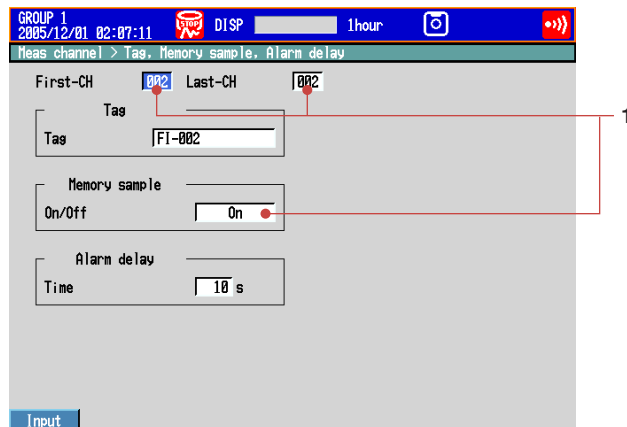 GROUP 1
2005/12/01 02:07:11
STOP
DISP
1hour
Meas channel > Tag, Memory sample, Alarm delay
First-CH 002 Last-CH 002
Tag
Tag FI-002
1
Memory sample
On/Off On
Alarm delay
Time 10 s
Input